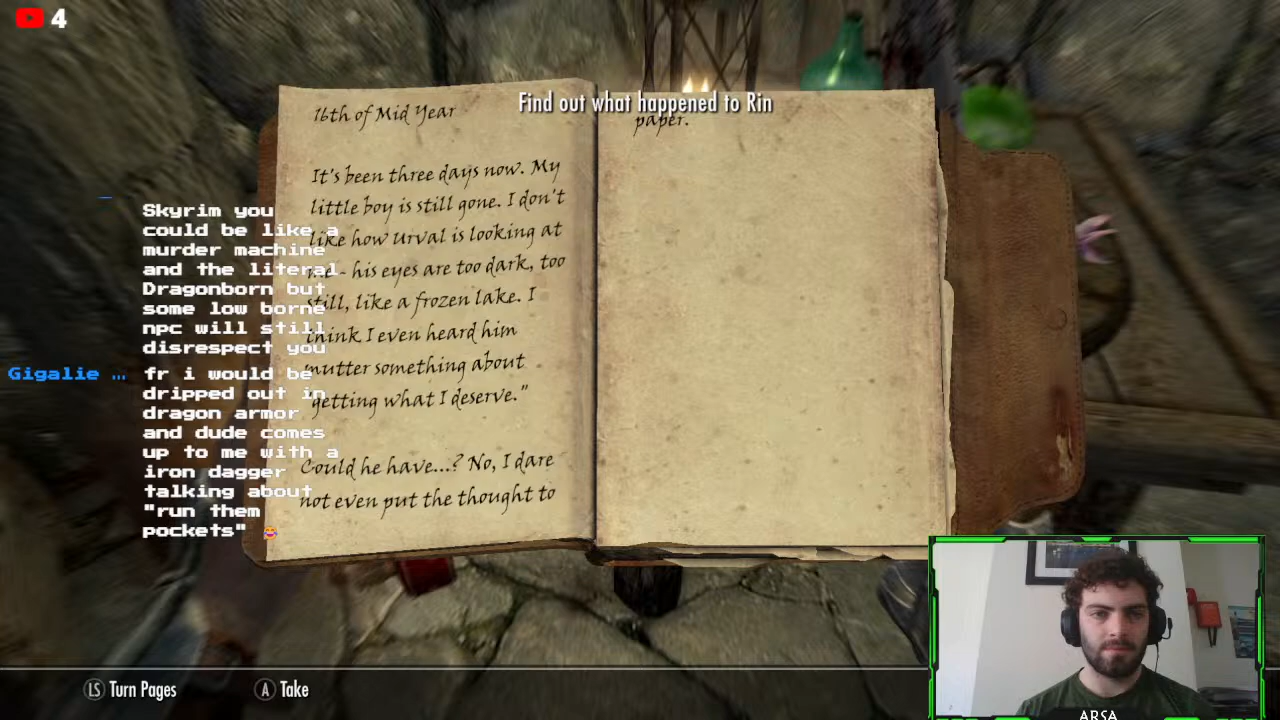 4
Find out what happened to Rin
16th of Mid Year
It's been three days now. My
little boy is still gone. I don't
like how Urval is looking at
me - his eyes are too dark, too
still, like a frozen lake. I
think I even heard him
mutter something about
"getting what I deserve."
Could he have...? No, I dare
not even put the thought to
paper.
Skyrim you
could be like a
murder machine
and the literal
Dragonborn but
some low borne
npc will still
disrespect you
Gigalie ... fr i would be
dripped out in
dragon armor
and dude comes
up to me with a
iron dagger
talking about
"run them
pockets"
LS Turn Pages
A Take
ARSA